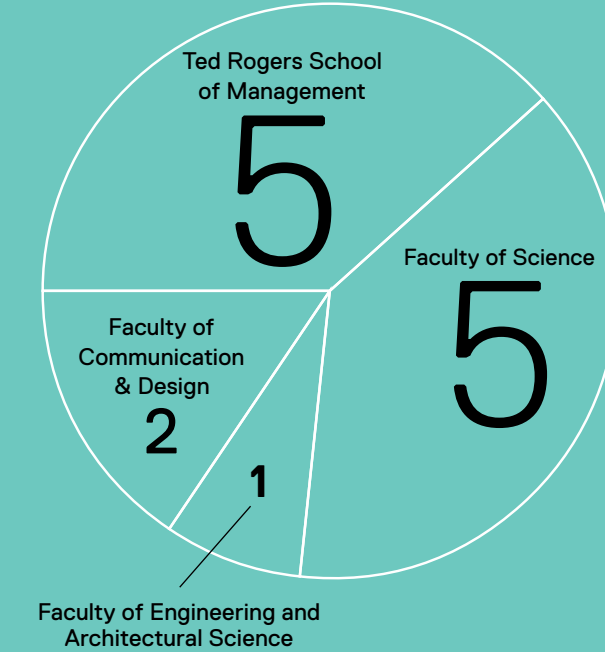 Ted Rogers School
of Management
5
Faculty of Science
5
Faculty of
Communication
& Design
2
1
Faculty of Engineering and
Architectural Science